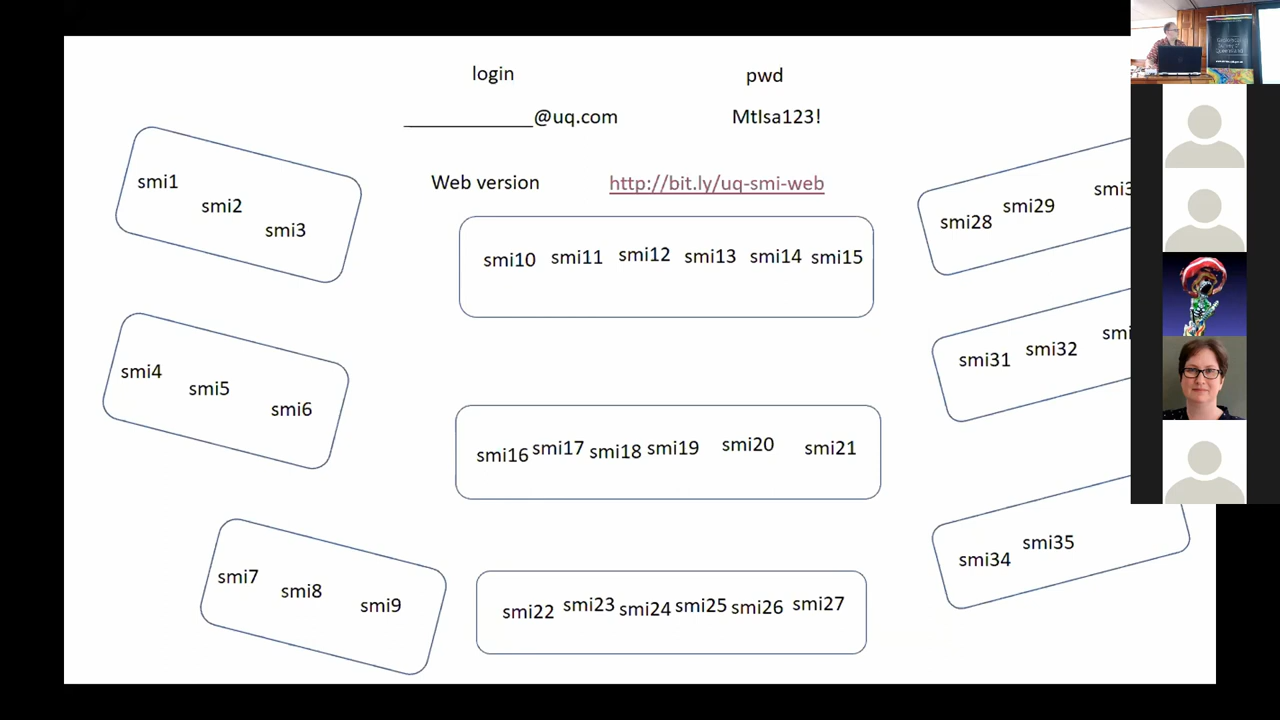 login pwd
____________@uq.com MtIsa123!
Web version http://bit.ly/uq-smi-web
smi1
smi2
smi3
smi4
smi5
smi6
smi7
smi8
smi9
smi10 smi11 smi12 smi13 smi14 smi15
smi16 smi17 smi18 smi19 smi20 smi21
smi22 smi23 smi24 smi25 smi26 smi27
smi28 smi29 smi3
smi31 smi32 smi
smi34 smi35